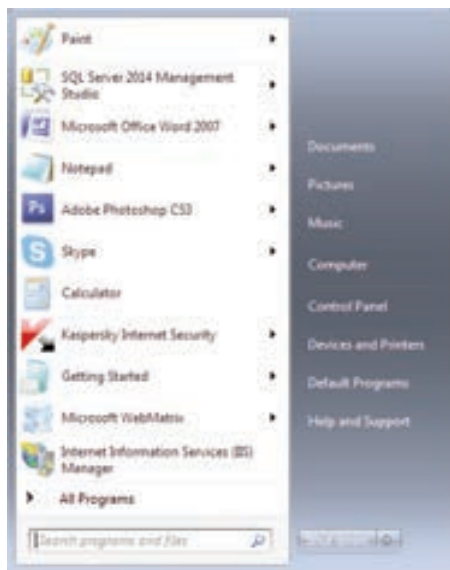 Paint
SQL Server 2014 Management
Studio
Microsoft Office Word 2007
Notepad
Ps
Adobe Photoshop CS3
S
Skype
Calculator
Kaspersky Internet Security
Getting Started
Microsoft WebMatrix
Internet Information Services (IIS)
Manager
All Programs
Search programs and files
Documents
Pictures
Music
Computer
Control Panel
Devices and Printers
Default Programs
Help and Support